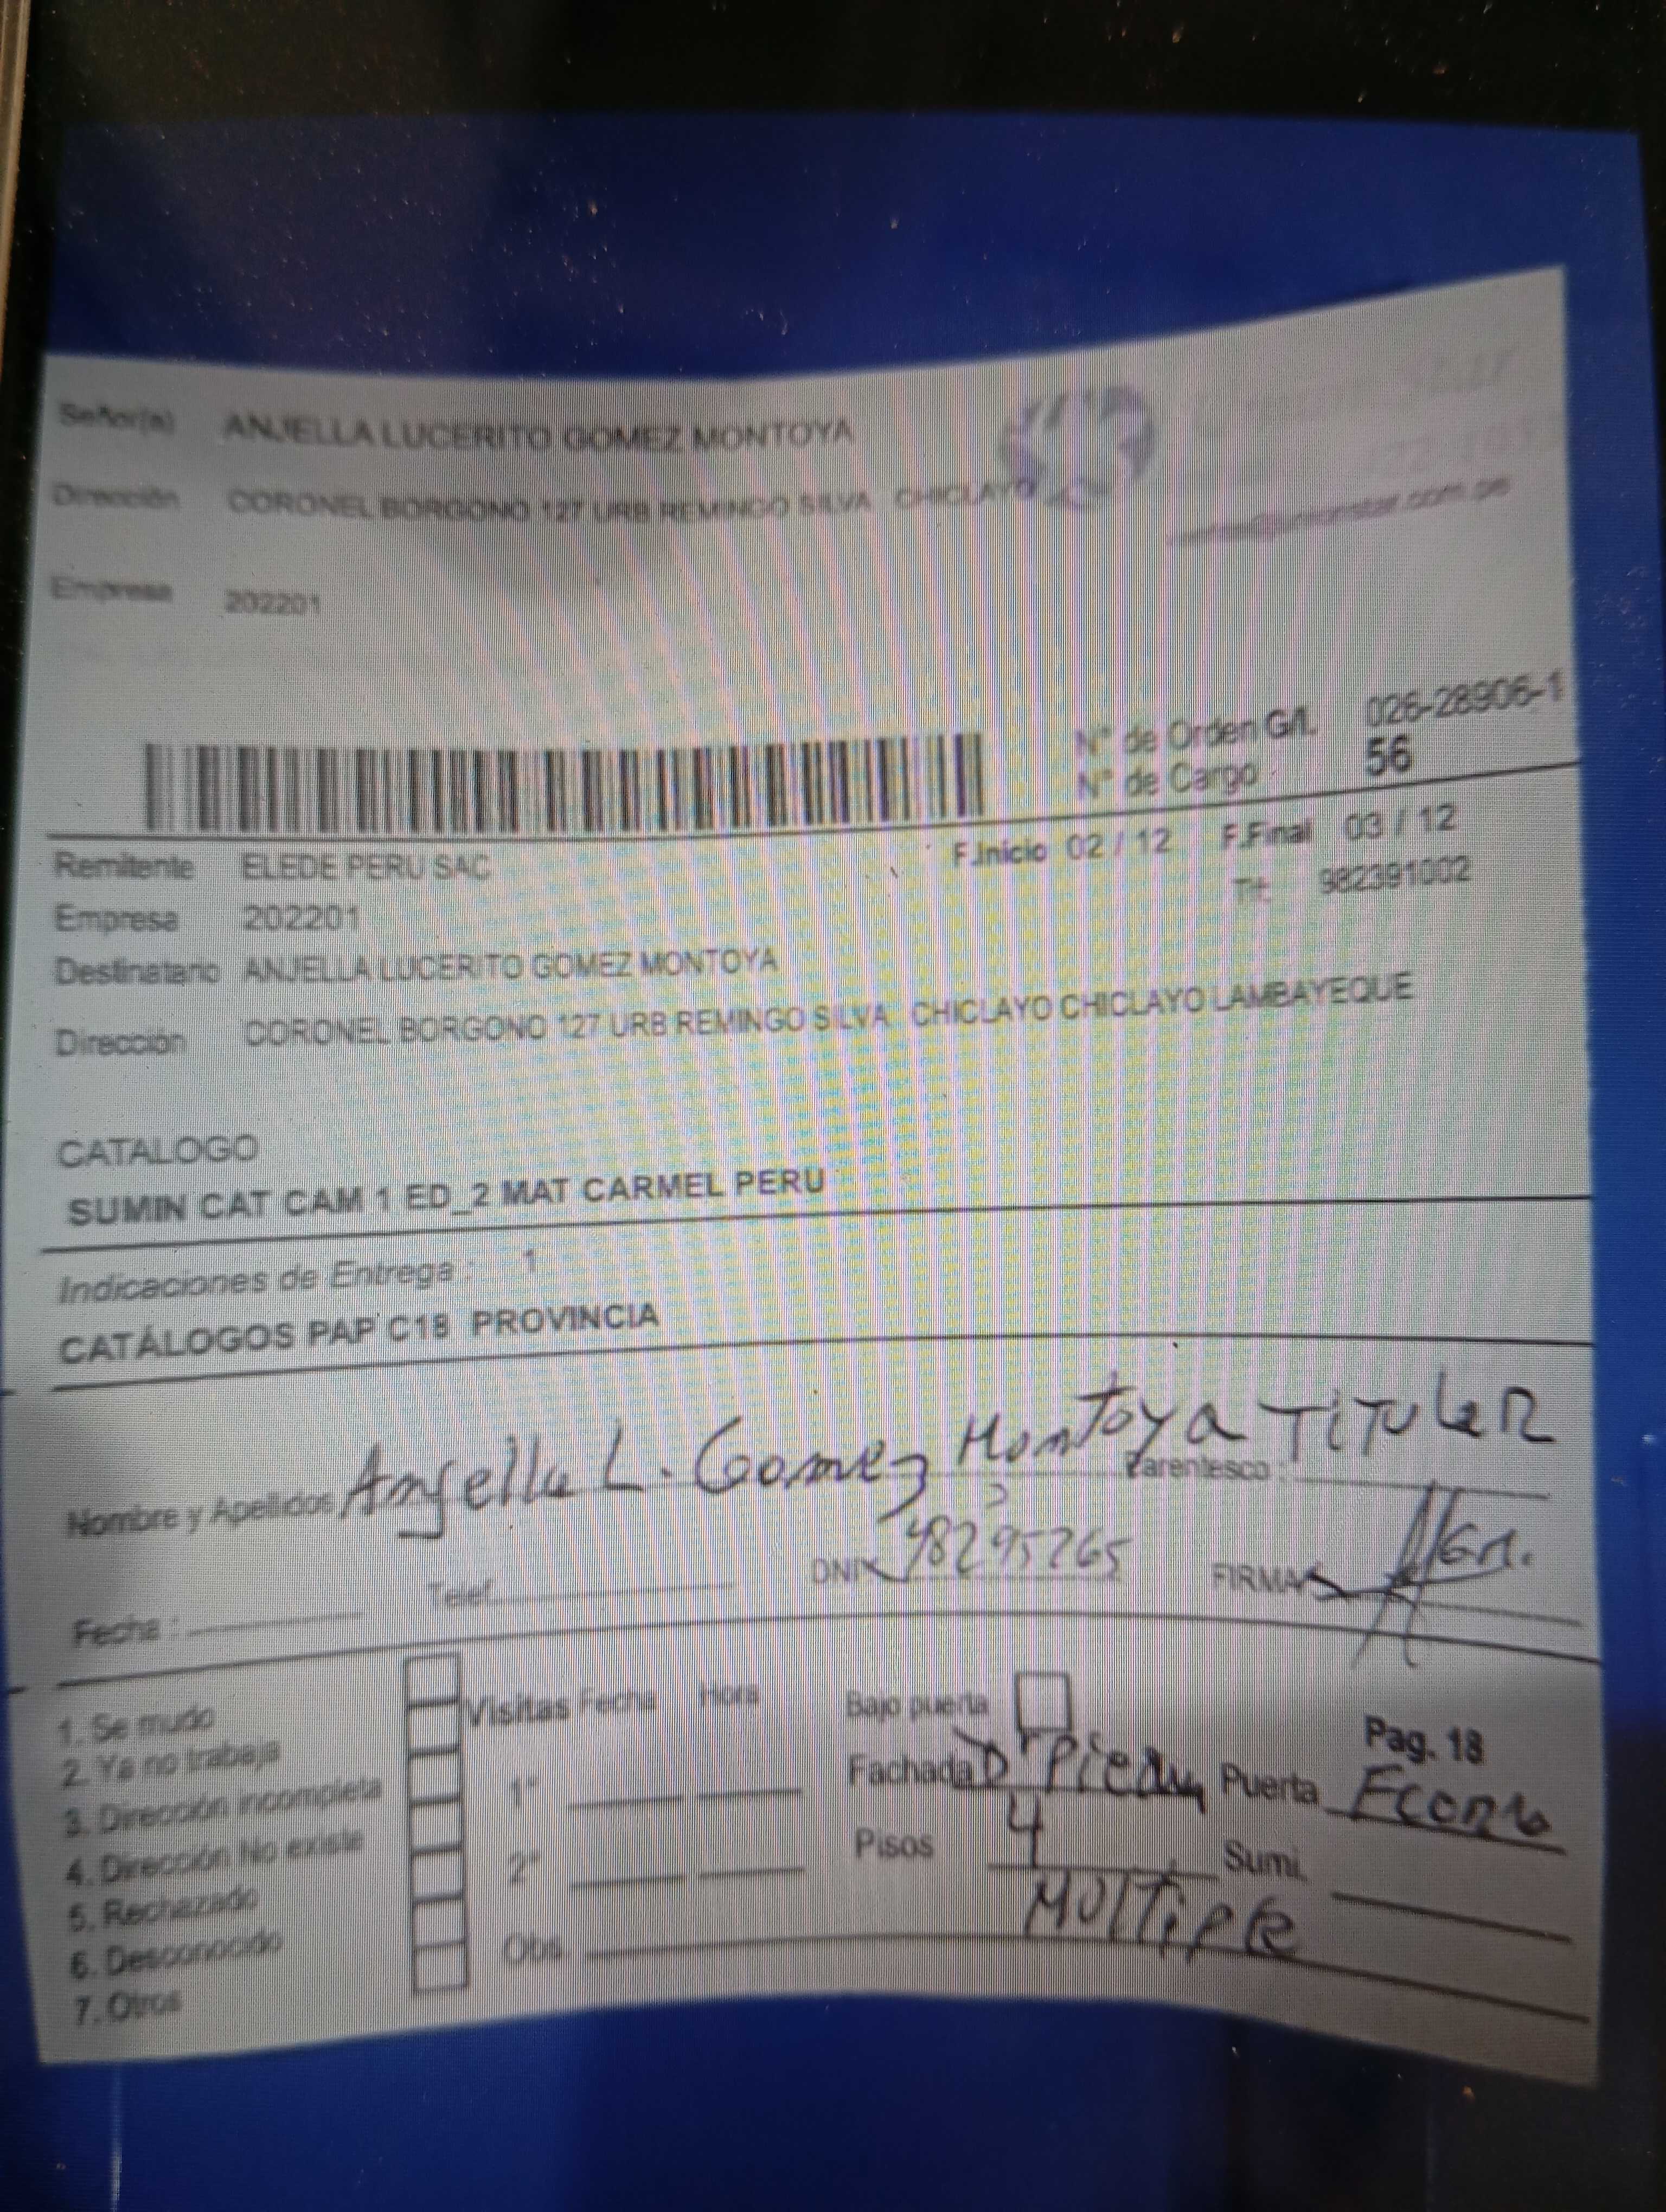 Señor(a) ANJELLA LUCERITO GOMEZ MONTOYA
Dirección CORONEL BORGONO 127 URB REMINGO SILVA CHICLAYO
Empresa 202201
N° de Orden G/L 026-28906-1
N° de Cargo 56
Remitente ELEDE PERU SAC F.Inicio 02 / 12 F.Final 03 / 12
Empresa 202201 Tlf. 982391002
Destinatario ANJELLA LUCERITO GOMEZ MONTOYA
Dirección CORONEL BORGONO 127 URB REMINGO SILVA CHICLAYO CHICLAYO LAMBAYEQUE
CATALOGO
SUMIN CAT CAM 1 ED_2 MAT CARMEL PERU
Indicaciones de Entrega : 1
CATÁLOGOS PAP C18 PROVINCIA
Nombre y Apellidos Anjella L. Gomez Montoya Parentesco : TITULAR
Fecha : Telef. DNI 48295265 FIRMA
1. Se mudo
2. Ya no trabaja
3. Dirección incompleta
4. Dirección No existe
5. Rechazado
6. Desconocido
7. Otros
Visitas Fecha Hora
1°
2°
Obs
Bajo puerta Pag. 18
Fachada Puerta
Pisos 4 Sumi.
MULTIPLE